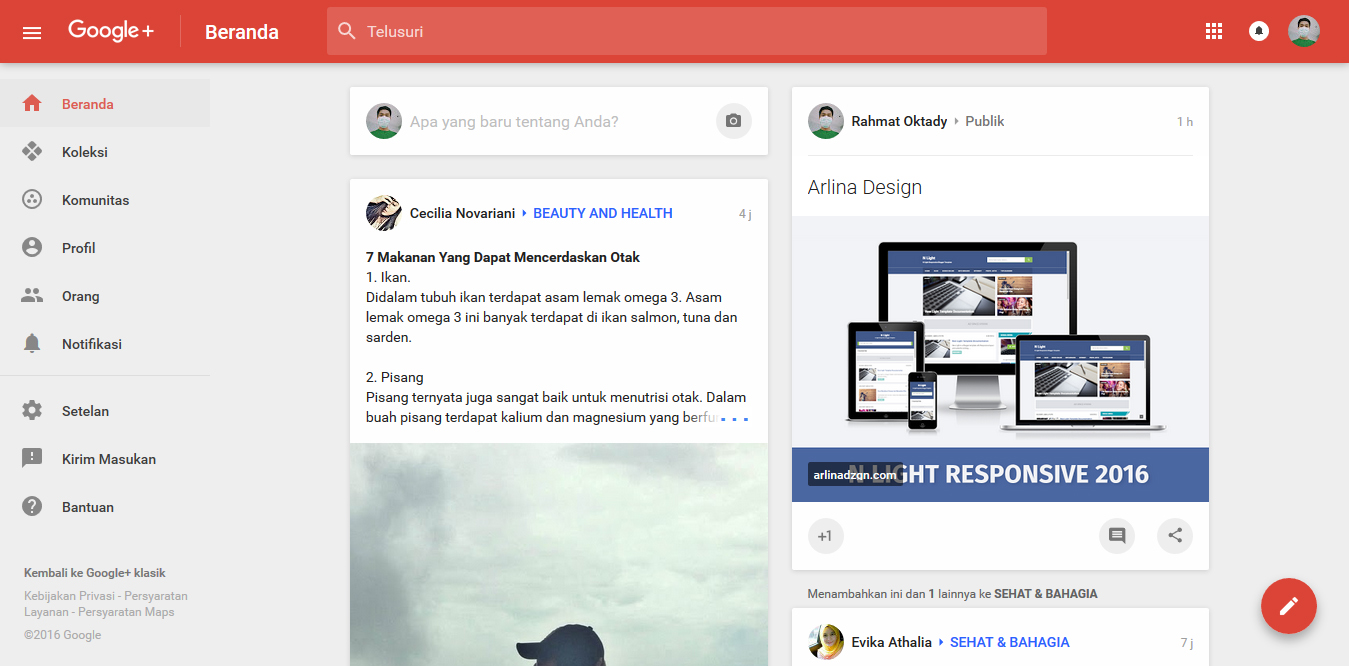 Google+
Beranda
Telusuri
Beranda
Koleksi
Komunitas
Profil
Orang
Notifikasi
Setelan
Kirim Masukan
Bantuan
Kembali ke Google+ klasik
Kebijakan Privasi - Persyaratan
Layanan - Persyaratan Maps
©2016 Google
Apa yang baru tentang Anda?
Cecilia Novariani BEAUTY AND HEALTH 4 j
7 Makanan Yang Dapat Mencerdaskan Otak
1. Ikan.
Didalam tubuh ikan terdapat asam lemak omega 3. Asam
lemak omega 3 ini banyak terdapat di ikan salmon, tuna dan
sarden.
2. Pisang
Pisang ternyata juga sangat baik untuk menutrisi otak. Dalam
buah pisang terdapat kalium dan magnesium yang berfu...
Rahmat Oktady Publik 1 h
Arlina Design
N Light
N Light
N Light
arlinadzgn.com
N LIGHT RESPONSIVE 2016
+1
Menambahkan ini dan 1 lainnya ke SEHAT & BAHAGIA
Evika Athalia SEHAT & BAHAGIA 7 j